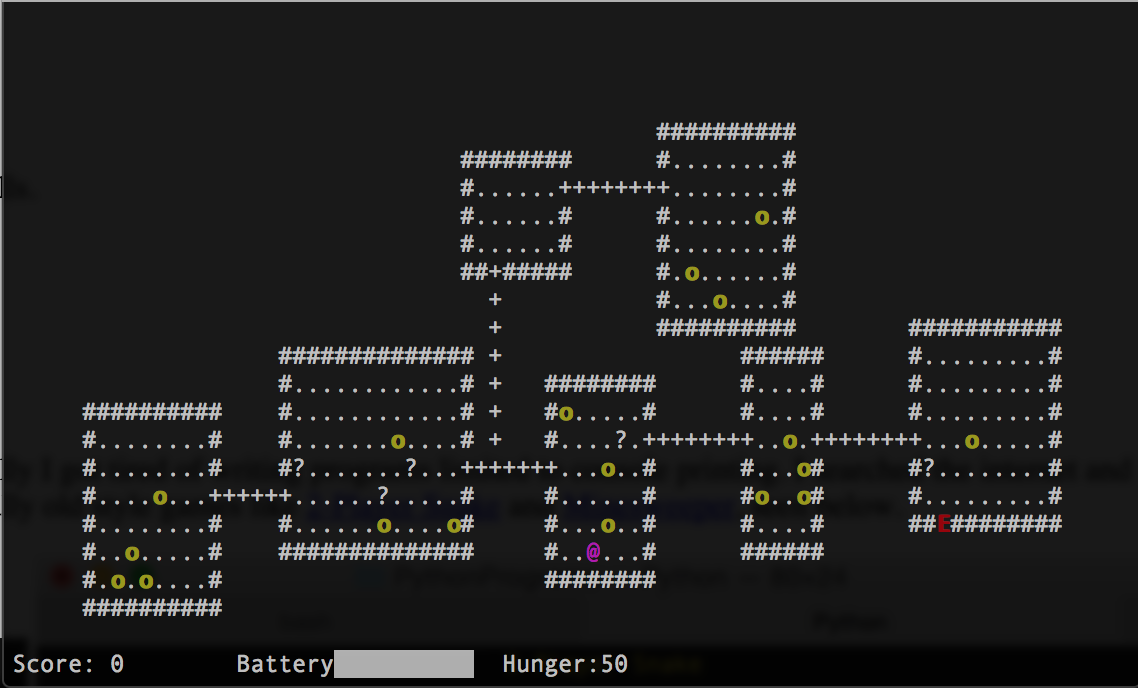 ##########
######## #........#
#......++++++++........#
#......# #......o.#
#......# #........#
##+##### #.o......#
+ #...o....#
+ ########## ###########
############## + ###### #.........#
#............# + ######## #....# #.........#
########## #............# + #o.....# #....# #.........#
#........# #.......o....# + #....?.++++++++..o.++++++++...o.....#
#........# #?.......?...+++++++...o..# #...o# #?........#
#....o...++++++......?.....# #......# #o..o# #.........#
#........# #......o....o# #...o..# #....# ##E########
#..o.....# ############## #..@...# ######
#.o.o....# ########
##########
Score: 0 Battery Hunger:50